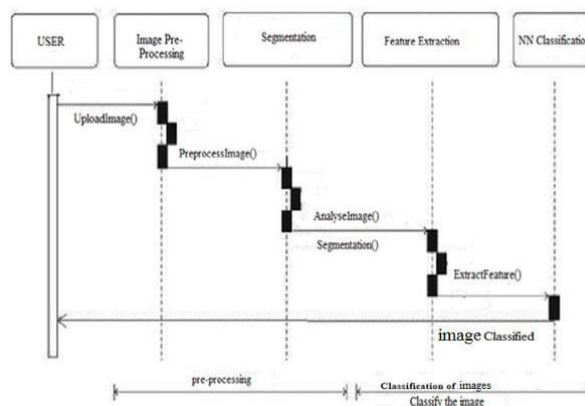 USER
Image Pre-
Processing
Segmentation
Feature Extraction
NN Classification
UploadImage()
PreprocessImage()
AnalyseImage()
Segmentation()
ExtractFeature()
image Classified
pre-processing
Classification of images
Classify the image